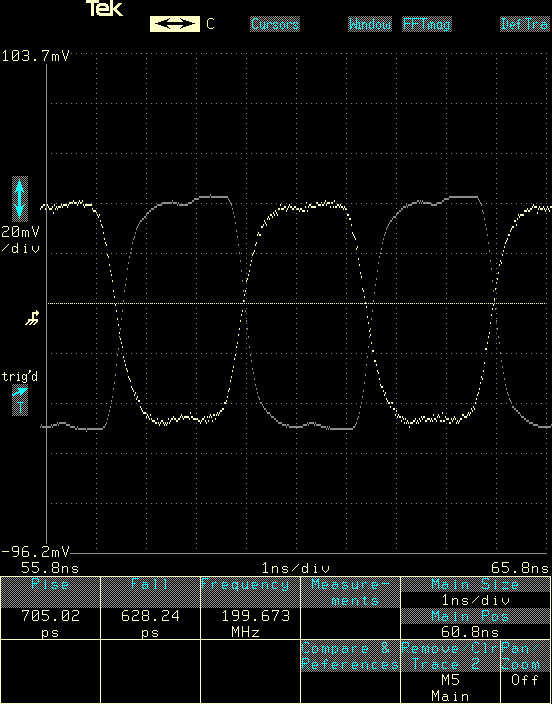 Tek
C Cursors Window FFTmag DefTra
103.7mV
20mV
/div
trig'd
T
-96.2mV
55.8ns 1ns/div 65.8ns
Rise Fall Frequency Measure- Main Size
ments 1ns/div
705.02 628.24 199.673 Main Pos
ps ps MHz 60.8ns
Compare & Remove Clr Pan/
References Trace 2 Zoom
M5 Off
Main